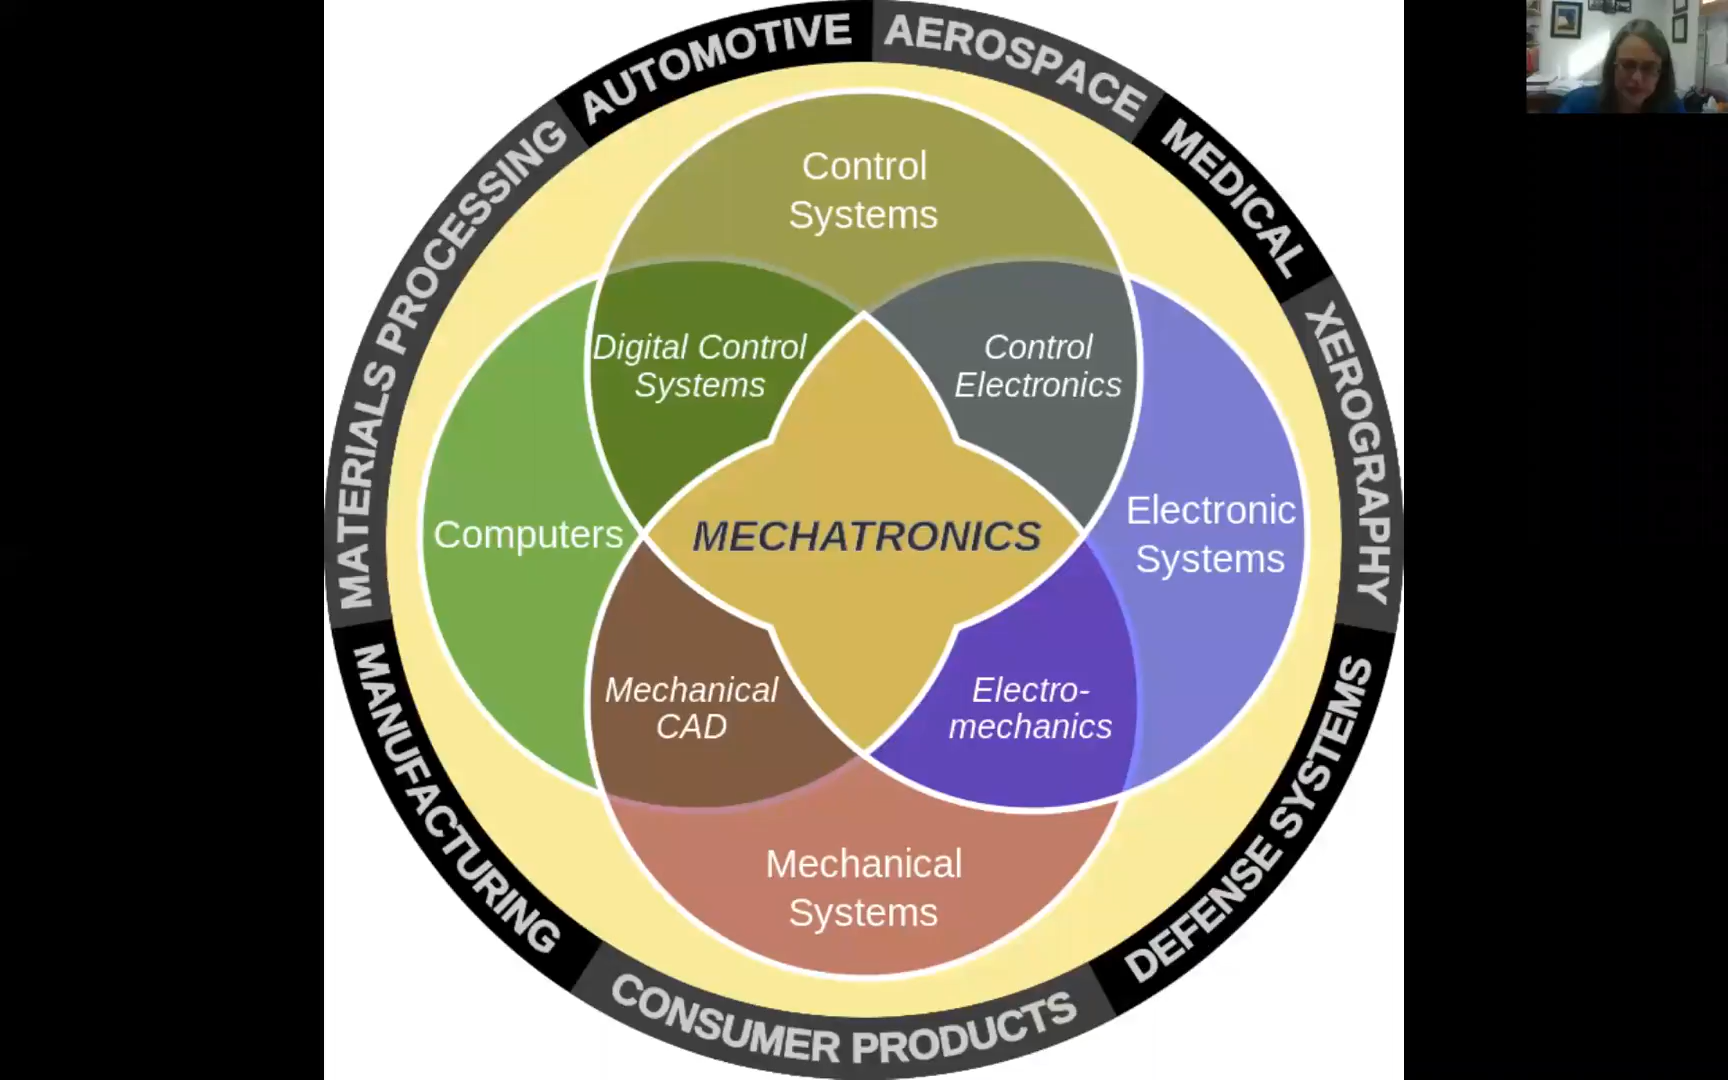 AUTOMOTIVE
AEROSPACE
MEDICAL
XEROGRAPHY
DEFENSE SYSTEMS
CONSUMER PRODUCTS
MANUFACTURING
MATERIALS PROCESSING
Control
Systems
Digital Control
Systems
Control
Electronics
Computers
MECHATRONICS
Electronic
Systems
Mechanical
CAD
Electro-
mechanics
Mechanical
Systems